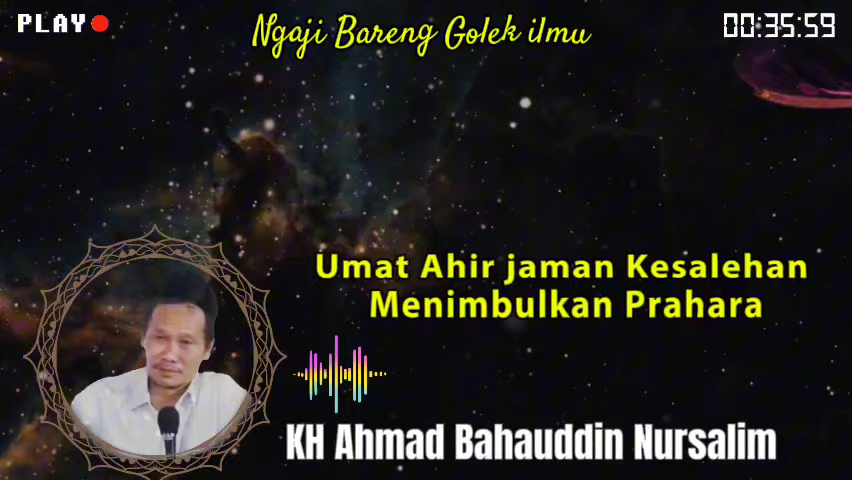 PLAY
Ngaji Bareng Golek ilmu
00:35:59
Umat Ahir jaman Kesalehan
Menimbulkan Prahara
KH Ahmad Bahauddin Nursalim